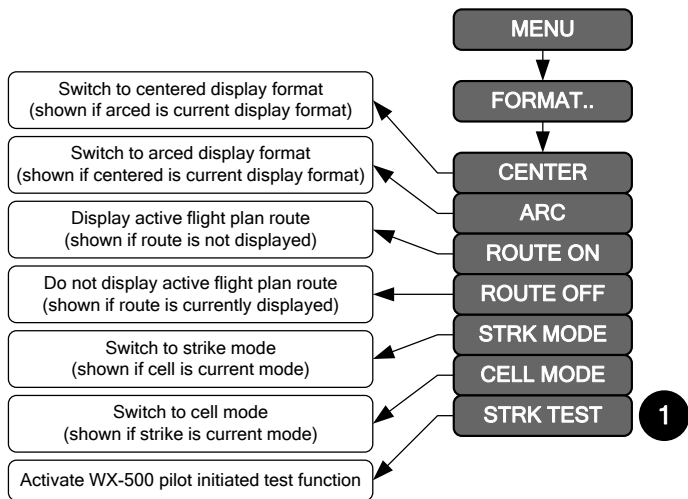 MENU
FORMAT..
Switch to centered display format
(shown if arced is current display format)
CENTER
Switch to arced display format
(shown if centered is current display format)
ARC
Display active flight plan route
(shown if route is not displayed)
ROUTE ON
Do not display active flight plan route
(shown if route is currently displayed)
ROUTE OFF
Switch to strike mode
(shown if cell is current mode)
STRK MODE
Switch to cell mode
(shown if strike is current mode)
CELL MODE
Activate WX-500 pilot initiated test function
STRK TEST
1